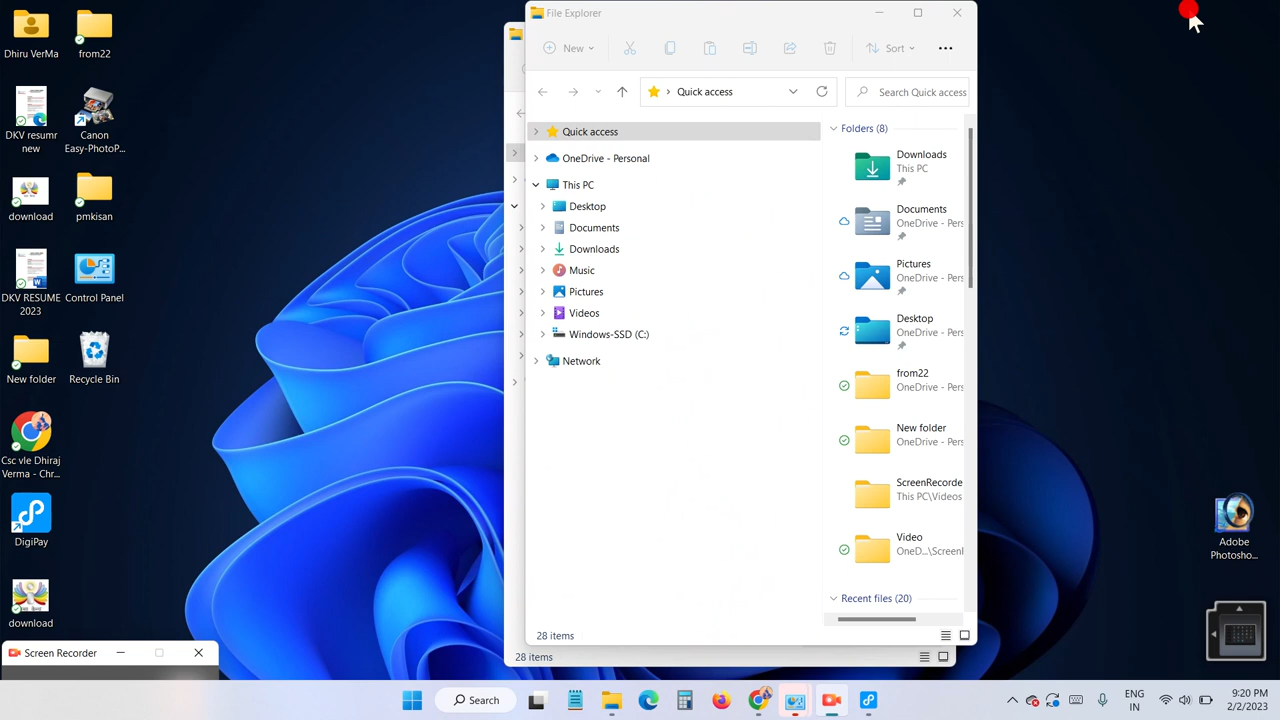 Dhiru VerMa
from22
DKV resumr
new
Canon
Easy-PhotoP...
download
pmkisan
DKV RESUME
2023
Control Panel
New folder
Recycle Bin
Csc vle Dhiraj
Verma - Chr...
DigiPay
download
Screen Recorder
File Explorer
New
Sort
Quick access
Search Quick access
Quick access
OneDrive - Personal
This PC
Desktop
Documents
Downloads
Music
Pictures
Videos
Windows-SSD (C:)
Network
Folders (8)
Downloads
This PC
Documents
OneDrive - Pers
Pictures
OneDrive - Pers
Desktop
OneDrive - Pers
from22
OneDrive - Pers
New folder
OneDrive - Pers
ScreenRecorde
This PC\Videos
Video
OneD...\ScreenF
Recent files (20)
28 items
28 items
Adobe
Photosho...
Search
ENG
IN
9:20 PM
2/2/2023